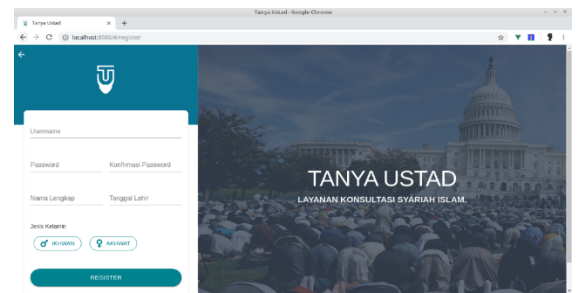 Tanya Ustad - Google Chrome
Tanya Ustad
localhost:8080/#/register
TANYA USTAD
LAYANAN KONSULTASI SYARIAH ISLAM.
Username
Password Konfirmasi Password
Nama Lengkap Tanggal Lahir
Jenis Kelamin
IKHWAN AKHWAT
REGISTER